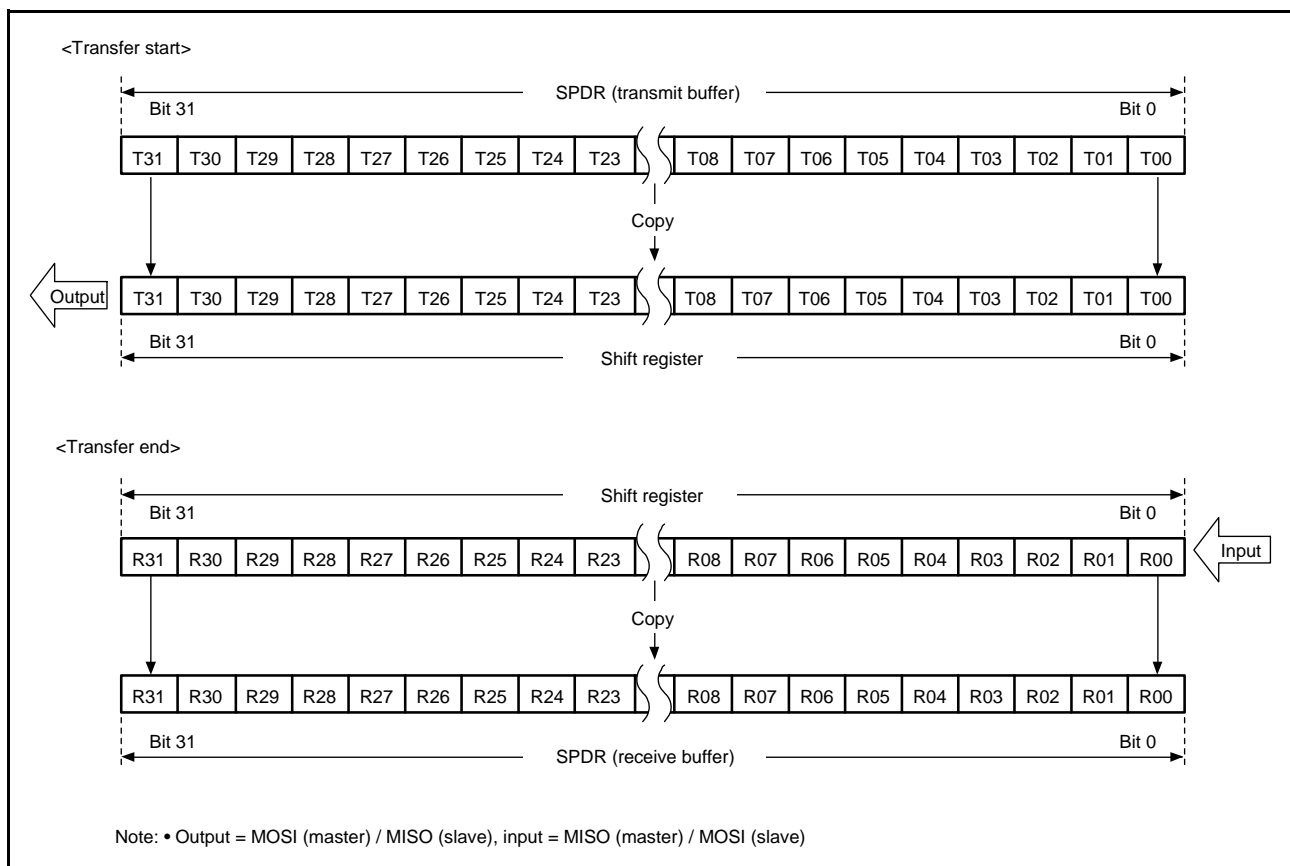 <Transfer start>
SPDR (transmit buffer)
Bit 31 Bit 0
T31 T30 T29 T28 T27 T26 T25 T24 T23 T08 T07 T06 T05 T04 T03 T02 T01 T00
Copy
Output T31 T30 T29 T28 T27 T26 T25 T24 T23 T08 T07 T06 T05 T04 T03 T02 T01 T00
Bit 31 Bit 0
Shift register
<Transfer end>
Shift register
Bit 31 Bit 0
R31 R30 R29 R28 R27 R26 R25 R24 R23 R08 R07 R06 R05 R04 R03 R02 R01 R00 Input
Copy
R31 R30 R29 R28 R27 R26 R25 R24 R23 R08 R07 R06 R05 R04 R03 R02 R01 R00
Bit 31 Bit 0
SPDR (receive buffer)
Note: • Output = MOSI (master) / MISO (slave), input = MISO (master) / MOSI (slave)